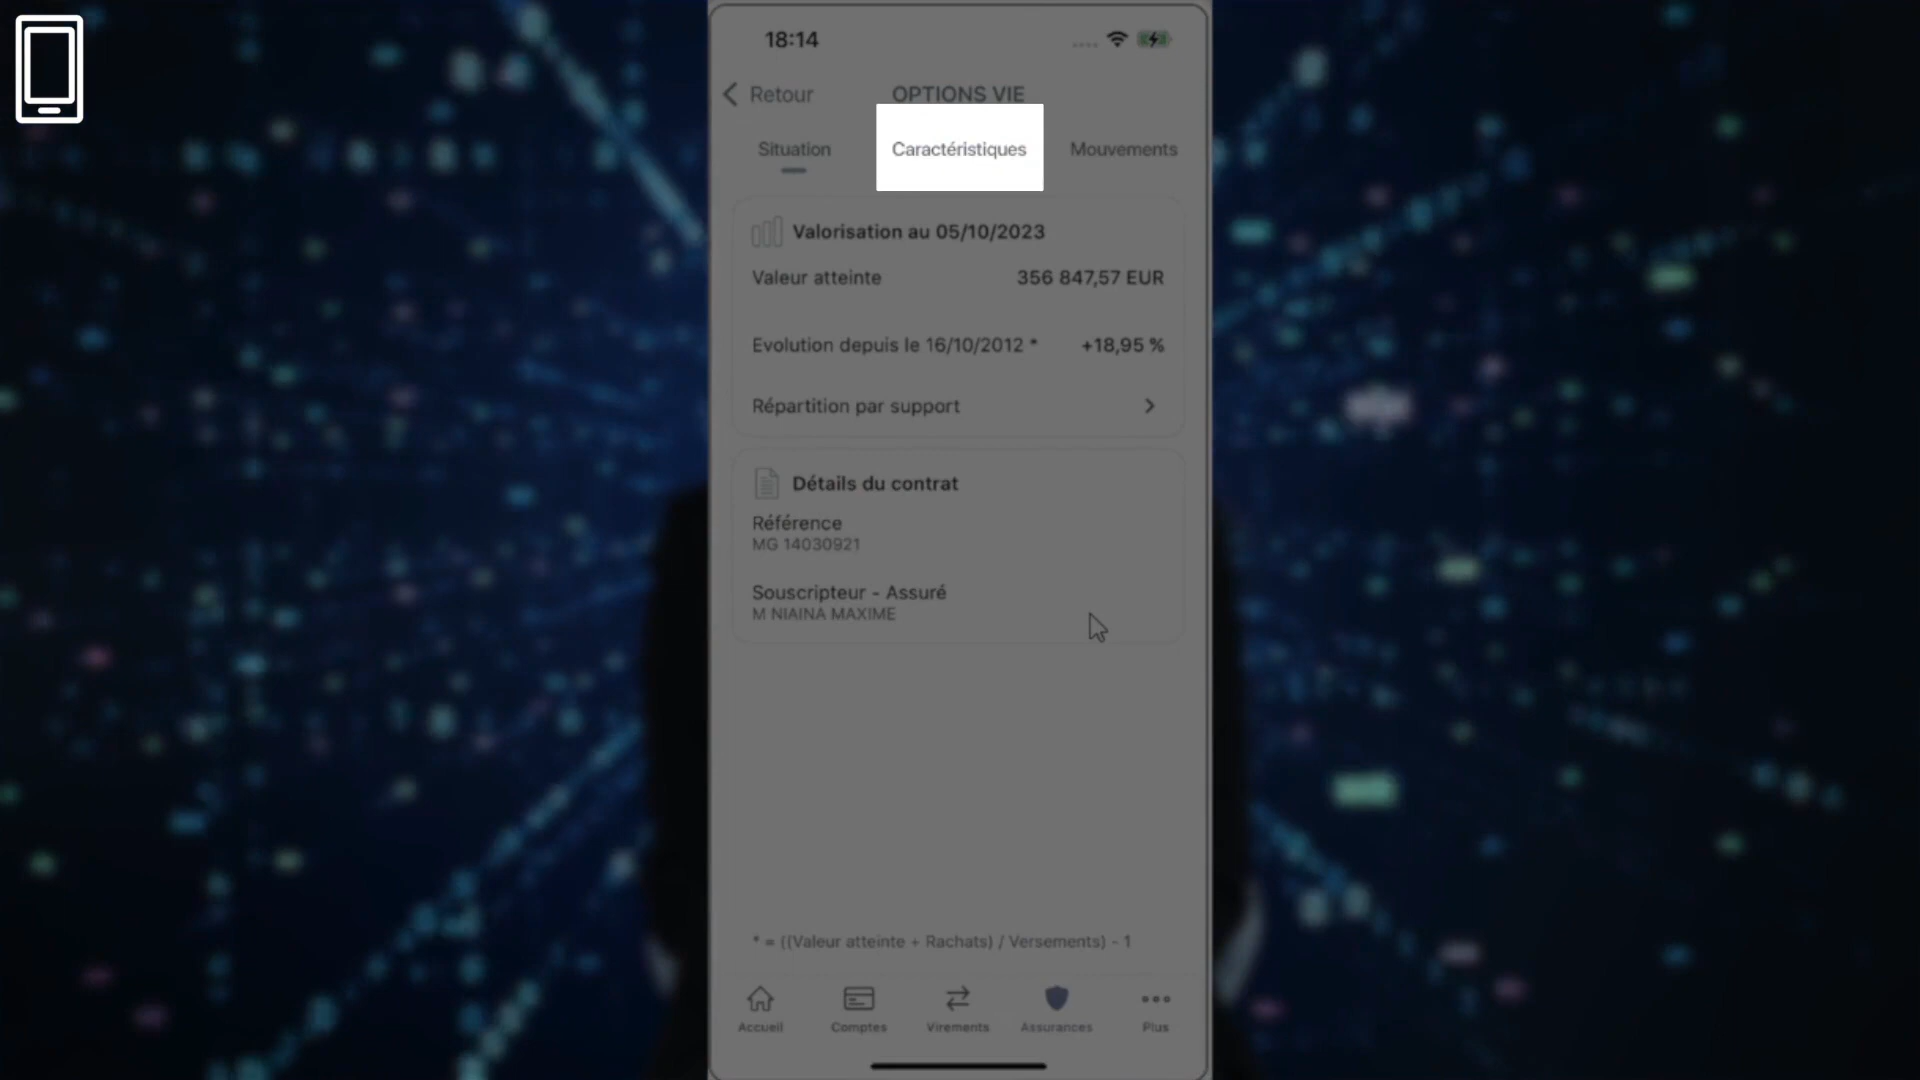 18:14
Retour
OPTIONS VIE
Situation
Caractéristiques
Mouvements
Valorisation au 05/10/2023
Valeur atteinte 356 847,57 EUR
Evolution depuis le 16/10/2012 * +18,95 %
Répartition par support
Détails du contrat
Référence
MG 14030921
Souscripteur - Assuré
M NIAINA MAXIME
* = ((Valeur atteinte + Rachats) / Versements) - 1
Accueil
Comptes
Virements
Assurances
Plus